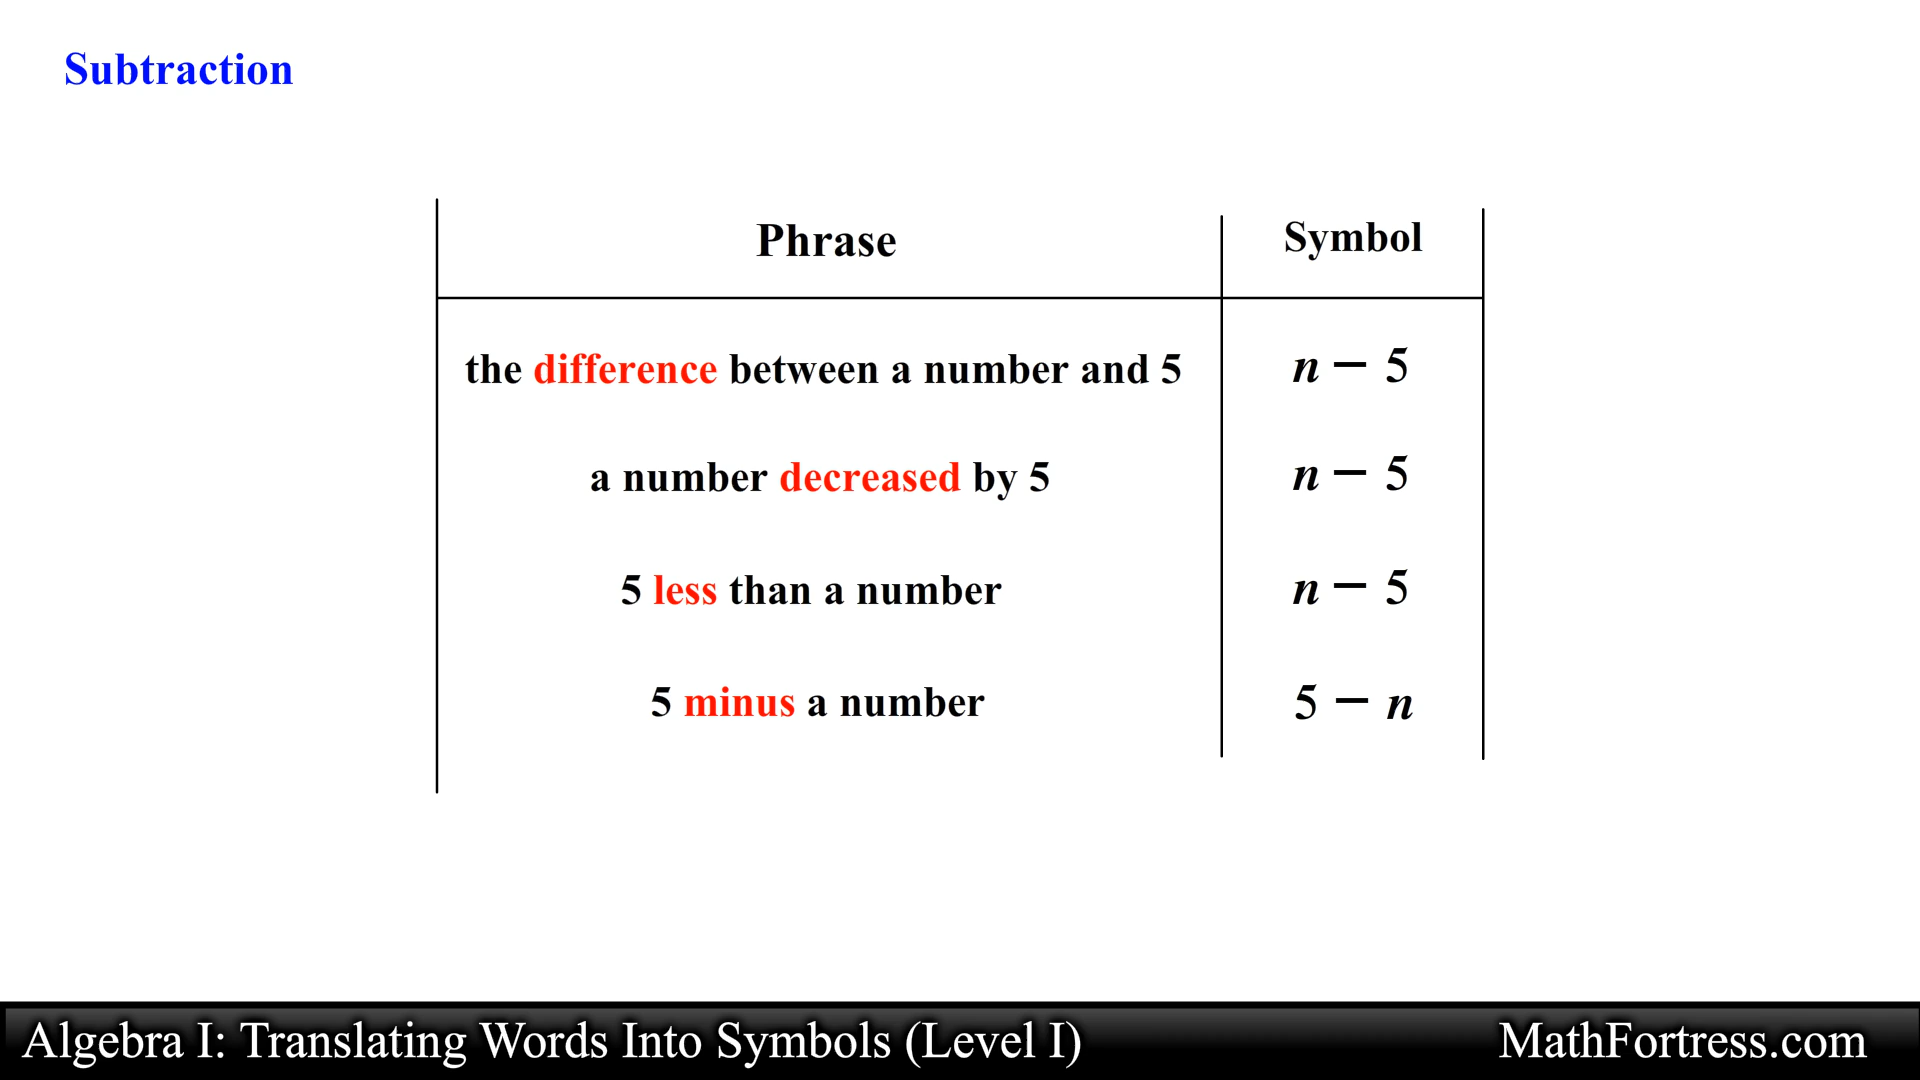 Subtraction
Phrase Symbol
the difference between a number and 5 n − 5
a number decreased by 5 n − 5
5 less than a number n − 5
5 minus a number 5 − n
Algebra I: Translating Words Into Symbols (Level I) MathFortress.com